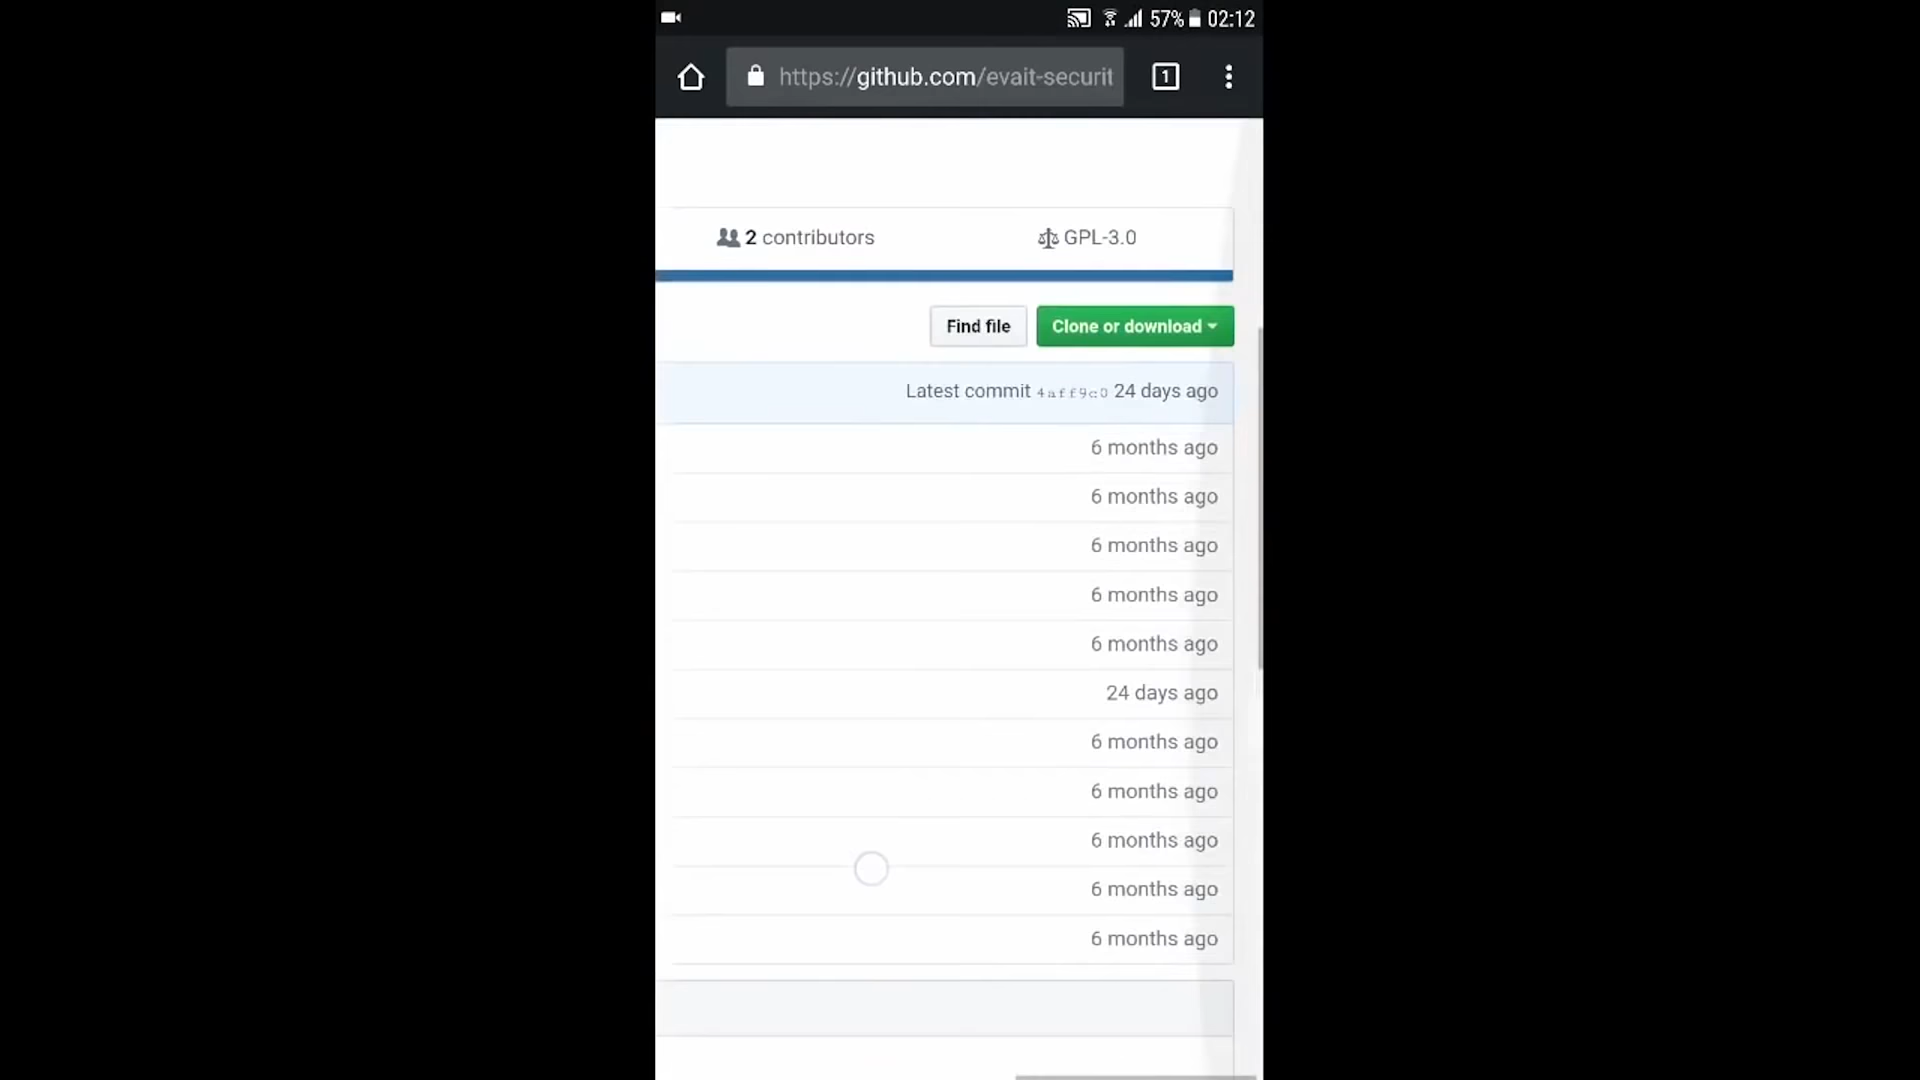 57% 02:12
https://github.com/evait-securit 1
2 contributors GPL-3.0
Find file Clone or download
Latest commit 4aff9c0 24 days ago
6 months ago
6 months ago
6 months ago
6 months ago
6 months ago
24 days ago
6 months ago
6 months ago
6 months ago
6 months ago
6 months ago